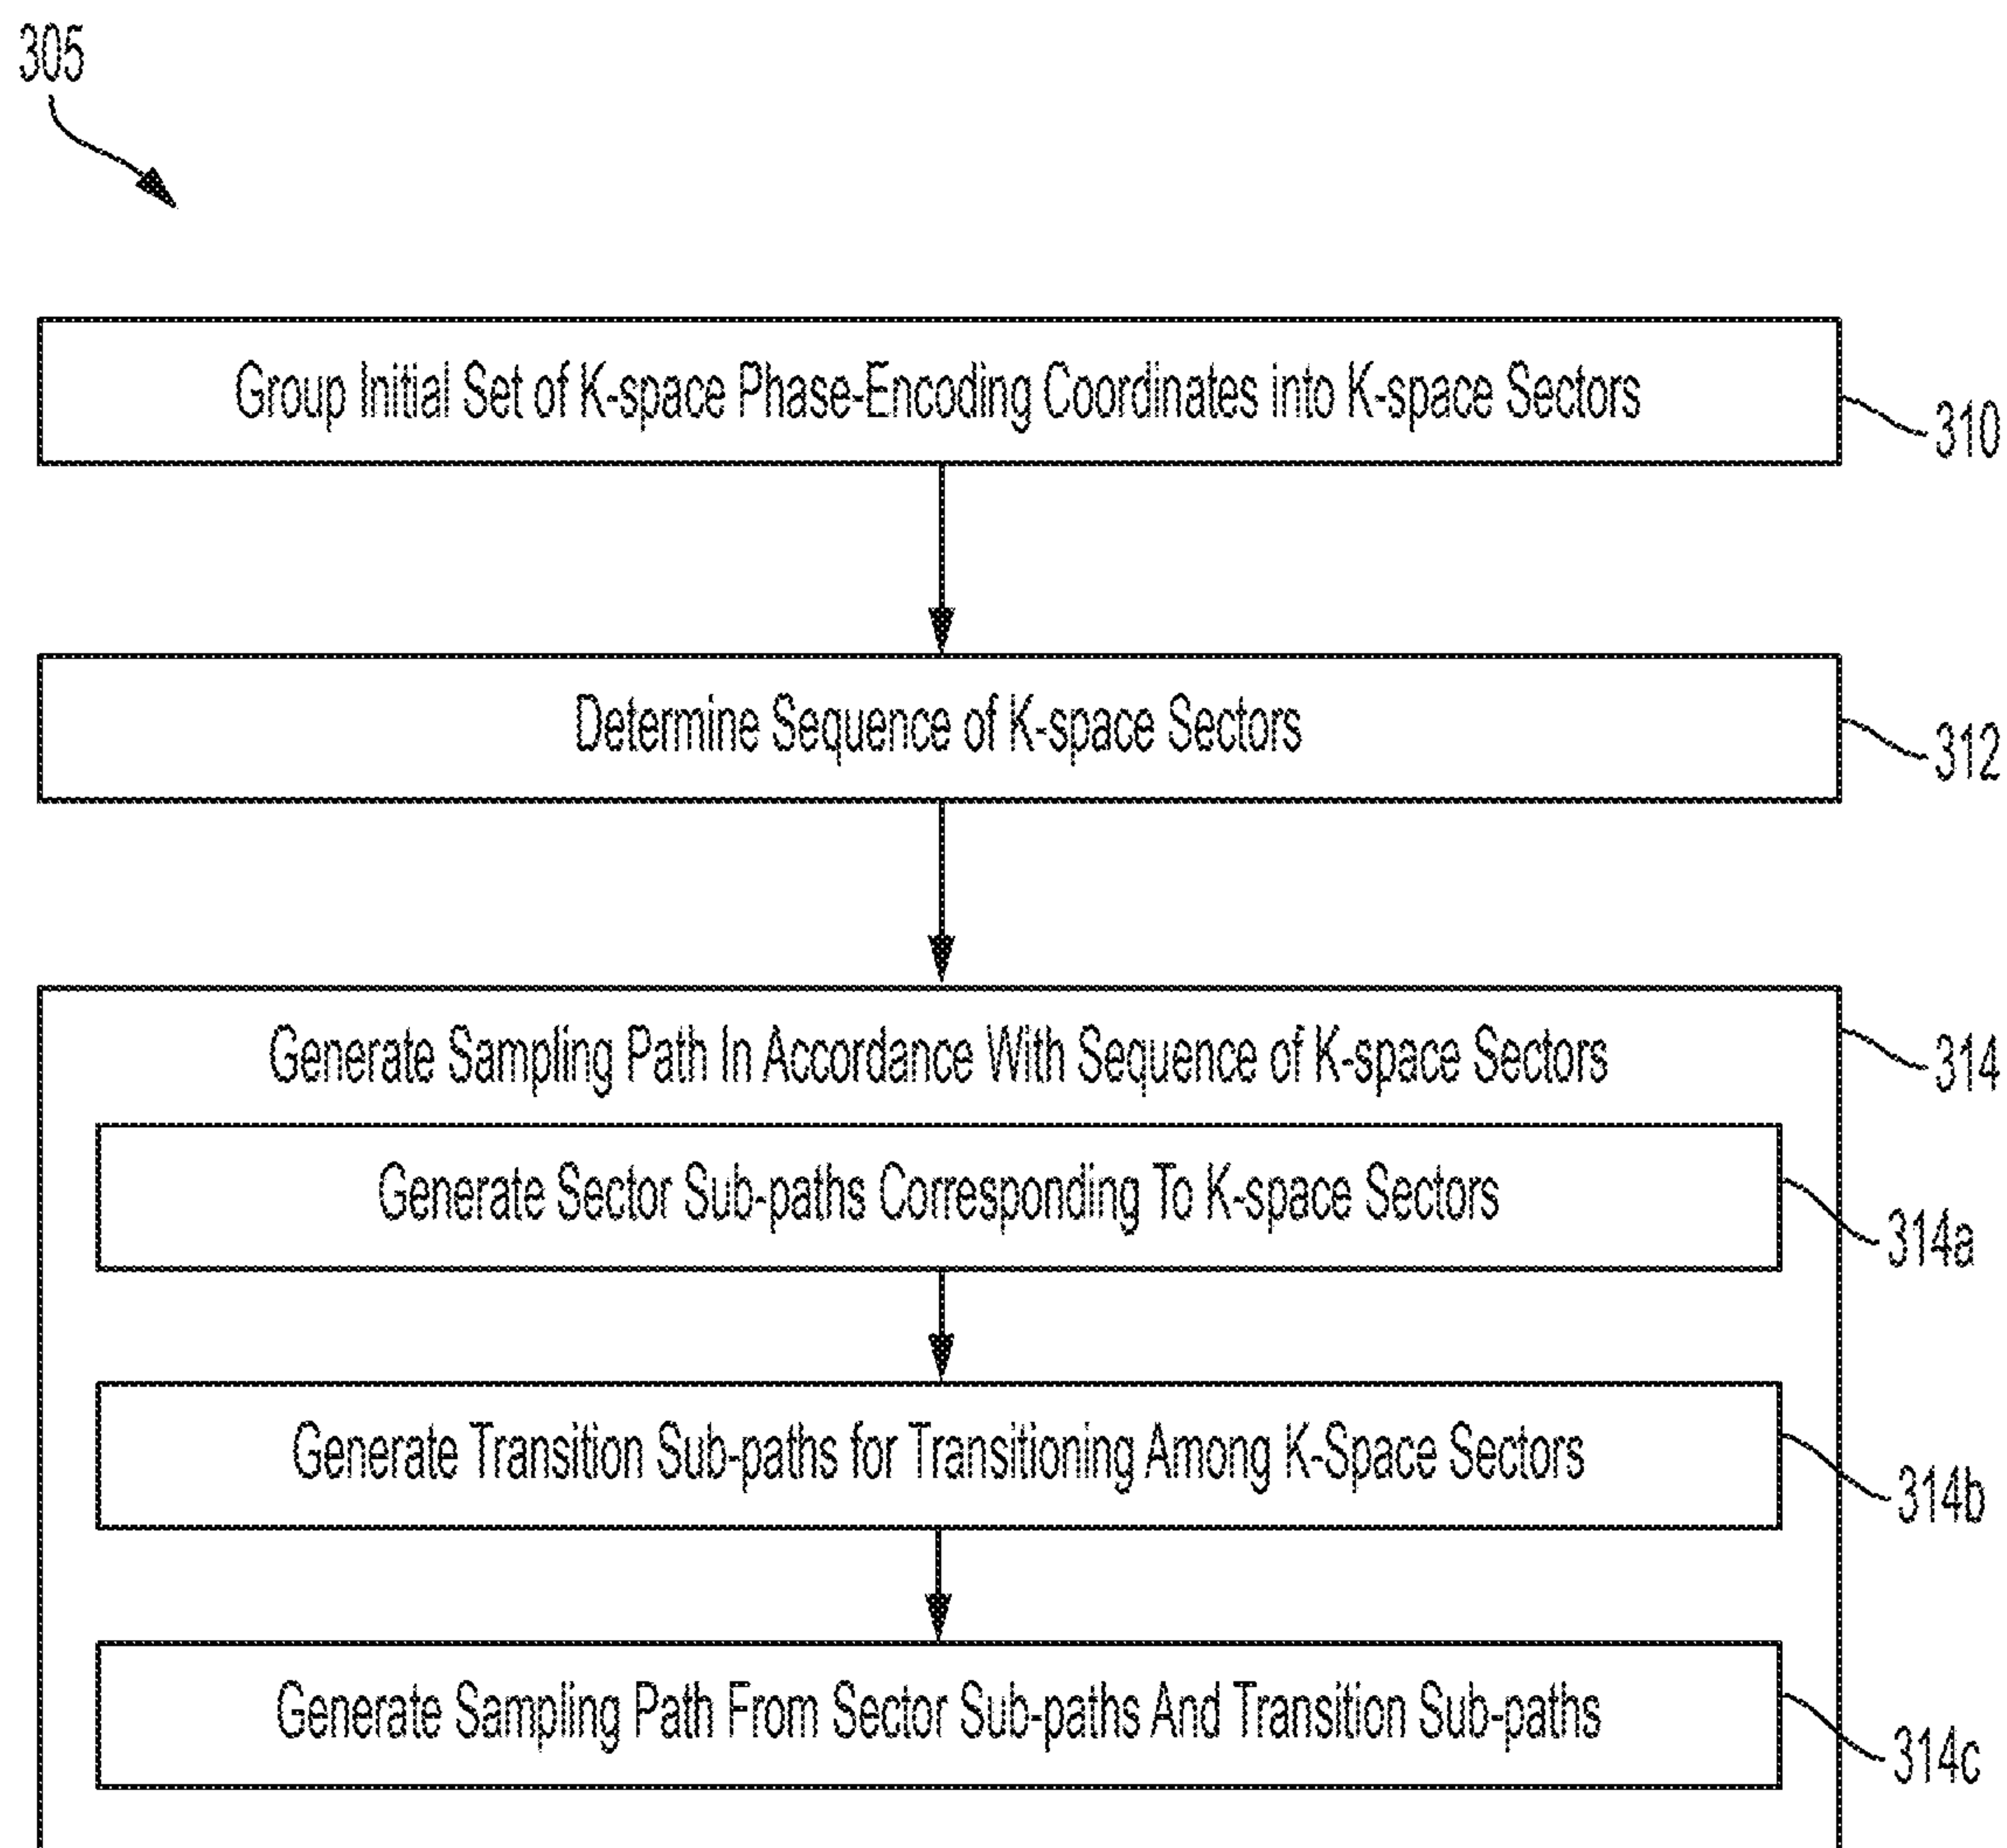 305
Group Initial Set of K-space Phase-Encoding Coordinates into K-space Sectors
310
Determine Sequence of K-space Sectors
312
Generate Sampling Path In Accordance With Sequence of K-space Sectors
314
Generate Sector Sub-paths Corresponding To K-space Sectors
314a
Generate Transition Sub-paths for Transitioning Among K-Space Sectors
314b
Generate Sampling Path From Sector Sub-paths And Transition Sub-paths
314c